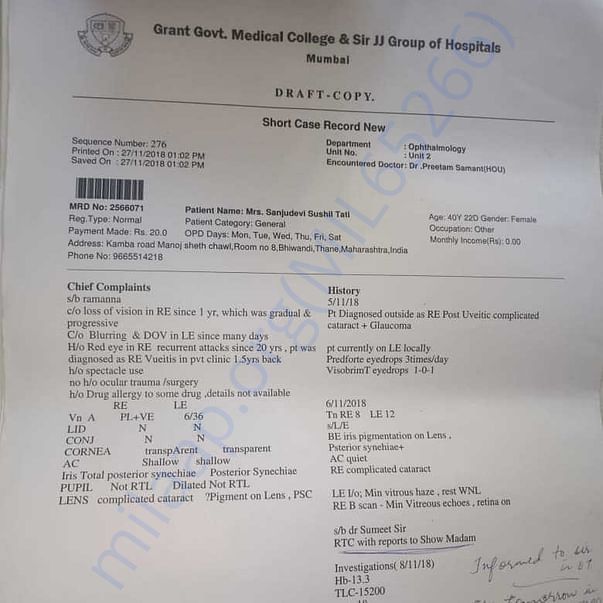 Grant Govt. Medical College & Sir JJ Group of Hospitals
Mumbai
DRAFT-COPY.
Short Case Record New
Sequence Number: 276
Printed On : 27/11/2018 01:02 PM
Saved On : 27/11/2018 01:02 PM
Department : Ophthalmology
Unit No. : Unit 2
Encountered Doctor: Dr .Preetam Samant(HOU)
MRD No: 2566071
Reg.Type: Normal
Payment Made: Rs. 20.0
Patient Name: Mrs. Sanjudevi Sushil Tati
Patient Category: General
OPD Days: Mon, Tue, Wed, Thu, Fri, Sat
Age: 40Y 22D Gender: Female
Occupation: Other
Monthly Income(Rs): 0.00
Address: Kamba road Manoj sheth chawl,Room no 8,Bhiwandi,Thane,Maharashtra,India
Phone No: 9665514218
Chief Complaints
s/b ramanna
c/o loss of vision in RE since 1 yr, which was gradual &
progressive
C/o Blurring & DOV in LE since many days
H/o Red eye in RE recurrent attacks since 20 yrs , pt was
diagnosed as RE Vueitis in pvt clinic 1.5yrs back
h/o spectacle use
no h/o ocular trauma /surgery
h/o Drug allergy to some drug ,details not available
RE LE
Vn A PL+VE 6/36
LID N N
CONJ N N
CORNEA transpArent transparent
AC Shallow shallow
Iris Total posterior synechiae Posterior Synechiae
PUPIL Not RTL Dilated Not RTL
LENS complicated cataract ?Pigment on Lens , PSC
History
5/11/18
Pt Diagnosed outside as RE Post Uveitic complicated
cataract + Glaucoma
pt currently on LE locally
Predforte eyedrops 3times/day
VisobrimT eyedrops 1-0-1
6/11/2018
Tn RE 8 LE 12
s/L/E
BE iris pigmentation on Lens ,
Psterior synehiae+
AC quiet
RE complicated cataract
LE I/o; Min vitrous haze , rest WNL
RE B scan - Min Vitreous echoes , retina on
s/b dr Sumeet Sir
RTC with reports to Show Madam
Investigations( 8/11/18)
Hb-13.3
TLC-15200
Informed to sir
in OT
tomorrow in
milaap.org(MIL65266)